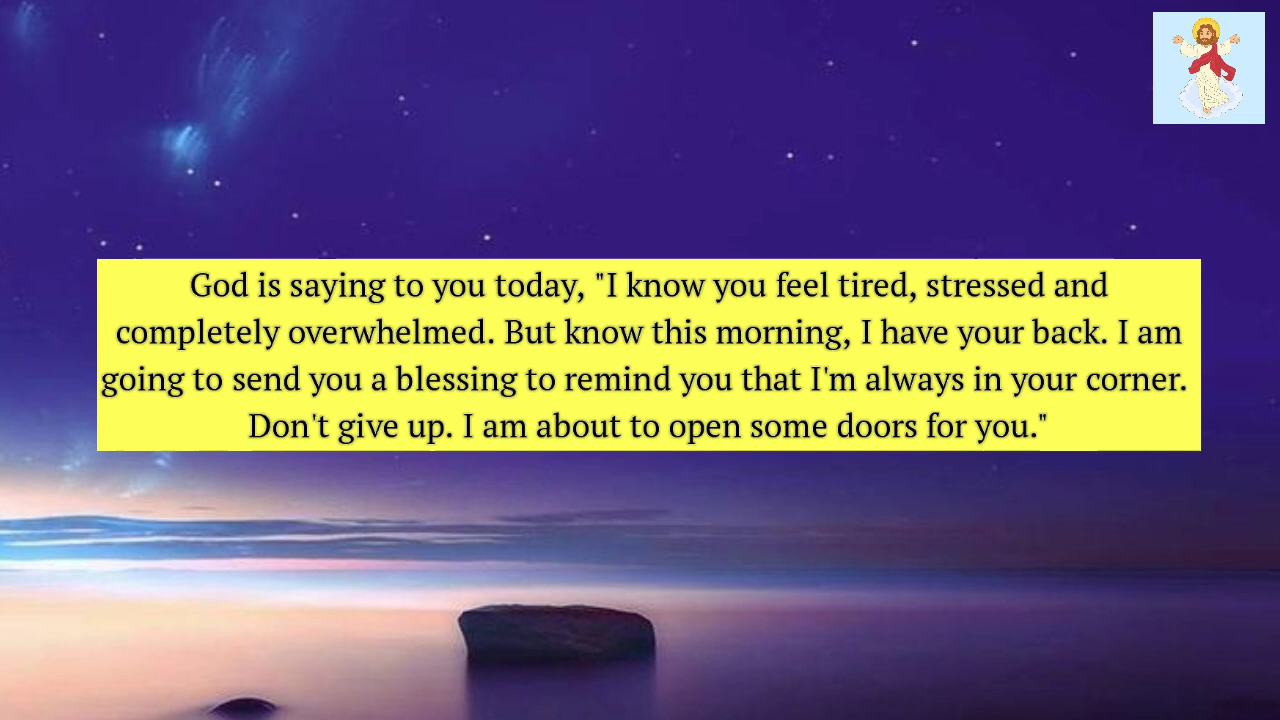 God is saying to you today, "I know you feel tired, stressed and
completely overwhelmed. But know this morning, I have your back. I am
going to send you a blessing to remind you that I'm always in your corner.
Don't give up. I am about to open some doors for you."